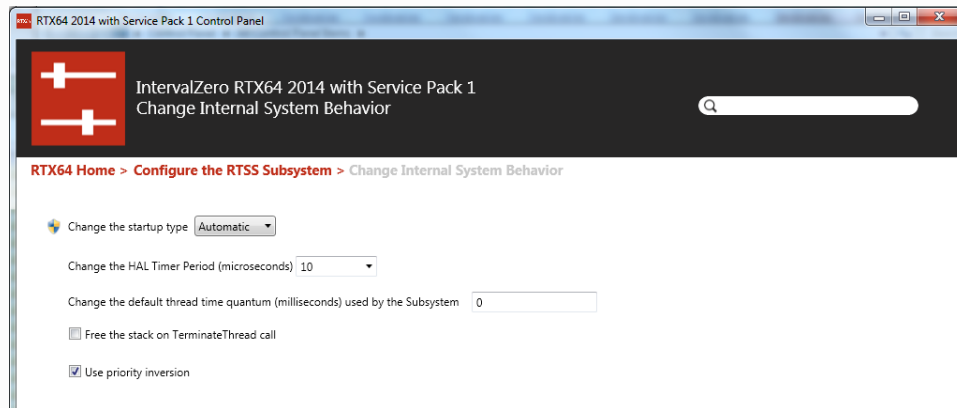 RTX64 2014 with Service Pack 1 Control Panel
IntervalZero RTX64 2014 with Service Pack 1
Change Internal System Behavior
RTX64 Home > Configure the RTSS Subsystem > Change Internal System Behavior
Change the startup type Automatic
Change the HAL Timer Period (microseconds) 10
Change the default thread time quantum (milliseconds) used by the Subsystem 0
Free the stack on TerminateThread call
Use priority inversion